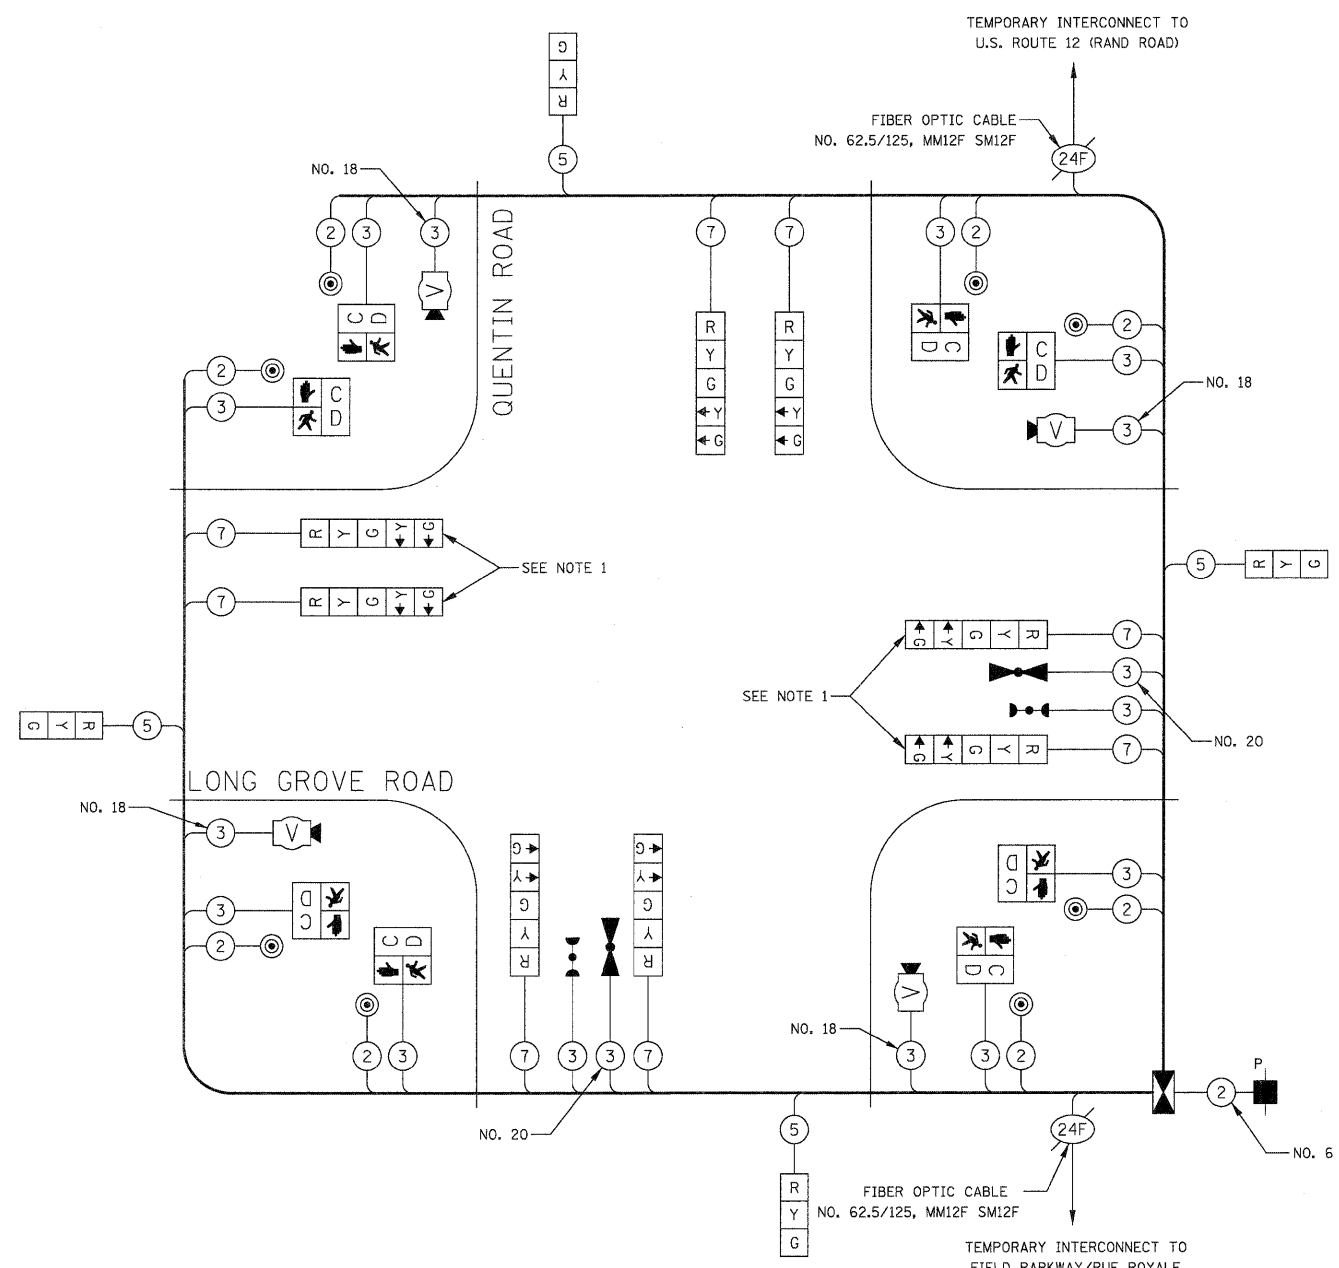 TEMPORARY INTERCONNECT TO
U.S. ROUTE 12 (RAND ROAD)
G
Y
R
FIBER OPTIC CABLE
NO. 62.5/125, MM12F SM12F
24F
5
NO. 18
2
3
3
QUENTIN ROAD
7
7
3
2
C D
V
R
Y
G
Y
G
R
Y
G
Y
G
C
D
2
3
C
D
2
3
C
D
NO. 18
V
3
7
R Y G Y G
SEE NOTE 1
7
R Y G Y G
5
R Y G
G Y G Y R
7
3
SEE NOTE 1
3
NO. 20
G Y G Y R
7
G Y R
5
LONG GROVE ROAD
NO. 18
3
V
G
Y
G
Y
R
G
Y
G
Y
R
D
C
3
3
D
C
2
2
C D
C
D
V
NO. 18
2
3
7
3
3
7
3
3
2
P
2
NO. 20
5
24F
NO. 6
R
Y
G
FIBER OPTIC CABLE
NO. 62.5/125, MM12F SM12F
TEMPORARY INTERCONNECT TO
FIELD PARKWAY/RUE ROYALE